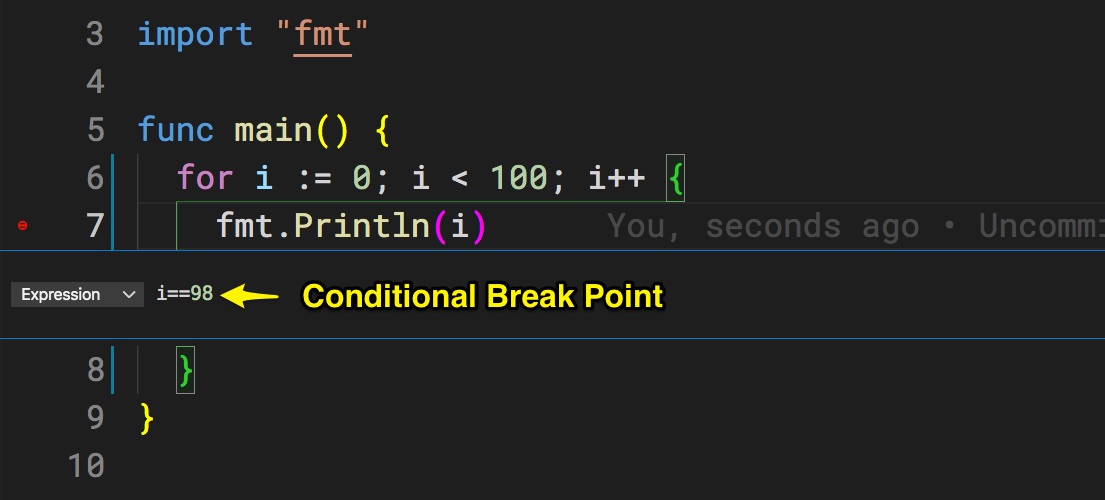 3 import "fmt"
4
5 func main() {
6 for i := 0; i < 100; i++ {
7 fmt.Println(i) You, seconds ago • Uncommi
Expression i==98 Conditional Break Point
8 }
9 }
10